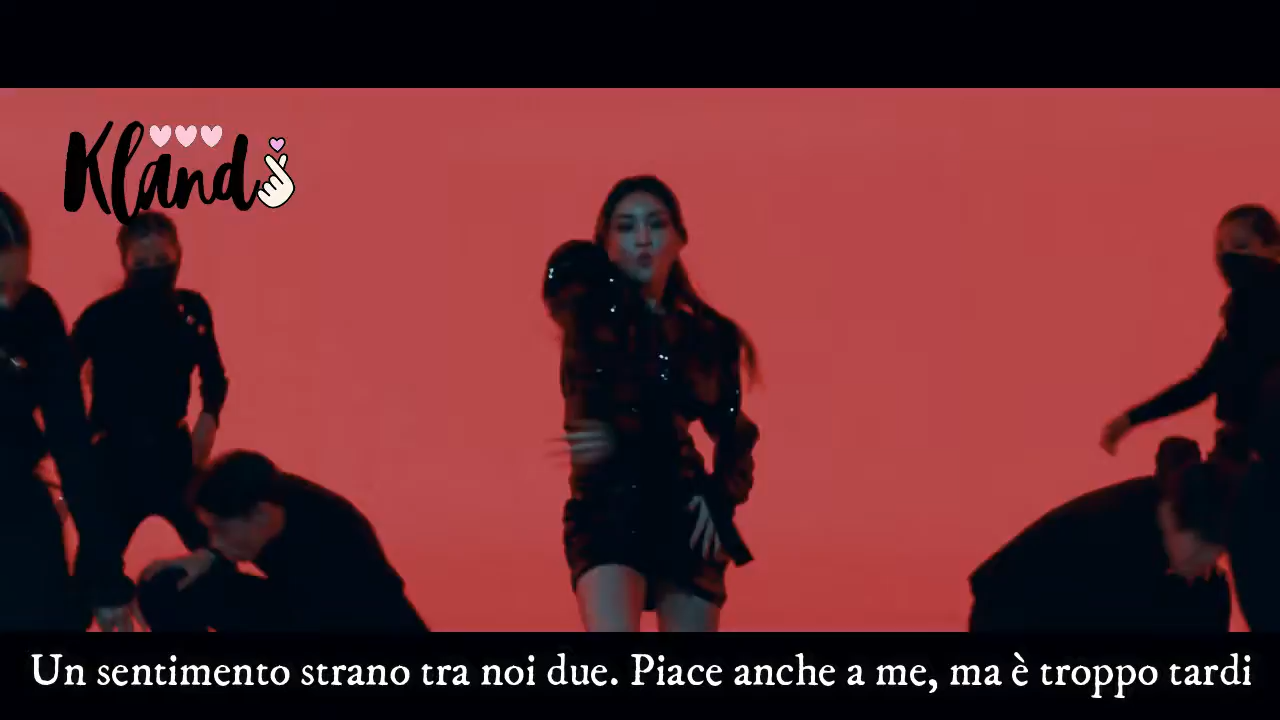 Kland
Un sentimento strano tra noi due. Piace anche a me, ma è troppo tardi